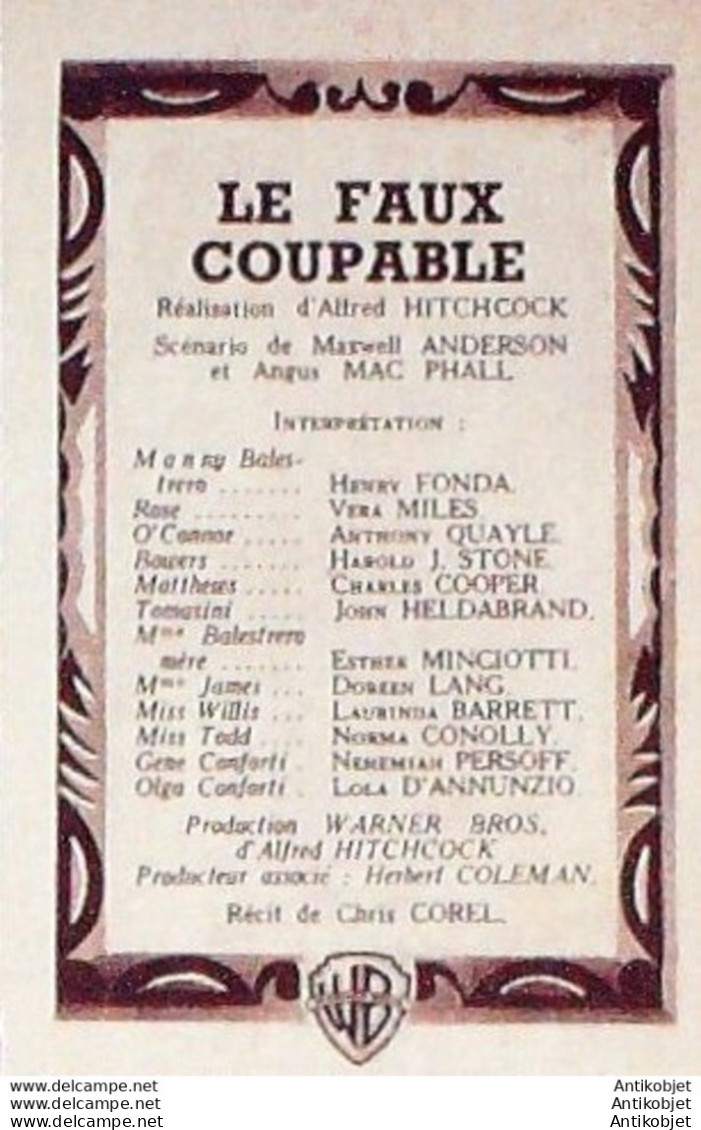 LE FAUX
COUPABLE
Réalisation d'Alfred HITCHCOCK
Scénario de Maxwell ANDERSON
et Angus MAC PHALL
INTERPRÉTATION :
Manny Bales-
trero ....... HENRY FONDA.
Rose ......... VERA MILES
O'Connor ..... ANTHONY QUAYLE.
Bowers ....... HAROLD J. STONE.
Matthews ..... CHARLES COOPER
Tomasini ..... JOHN HELDABRAND.
Mme Balestrero
mère ....... ESTHER MINCIOTTI.
Mme James ... DOREEN LANG.
Miss Willis ... LAURINDA BARRETT.
Miss Todd .... NORMA CONOLLY.
Gene Conforti . NEHEMIAH PERSOFF.
Olga Conforti . LOLA D'ANNUNZIO.
Production WARNER BROS.
d'Alfred HITCHCOCK
Producteur associé : Herbert COLEMAN.
Récit de Chris COREL.
WB
www.delcampe.net Antikobjet
www.delcampe.net Antikobjet
www.delcampe.net Antikobjet